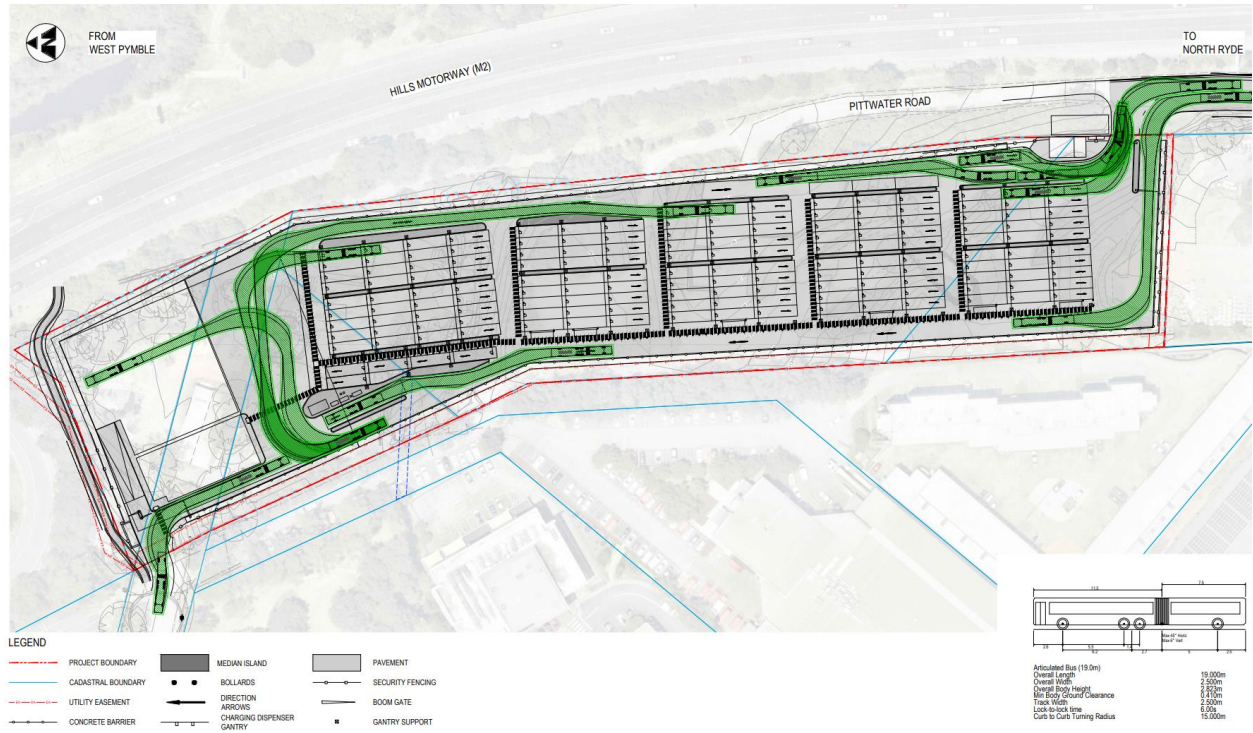 FROM
WEST PYMBLE
TO
NORTH RYDE
HILLS MOTORWAY (M2)
PITTWATER ROAD
LEGEND
PROJECT BOUNDARY
CADASTRAL BOUNDARY
UTILITY EASEMENT
CONCRETE BARRIER
MEDIAN ISLAND
BOLLARDS
DIRECTION
ARROWS
CHARGING DISPENSER
GANTRY
PAVEMENT
SECURITY FENCING
BOOM GATE
GANTRY SUPPORT
Max 45° Horiz
Articulated Bus (19.0m)
Overall Length 19.000m
Overall Width 2.500m
Overall Body Height 2.823m
Min Body Ground Clearance 0.410m
Track Width 2.500m
Lock-to-lock time 6.00s
Curb to Curb Turning Radius 15.000m